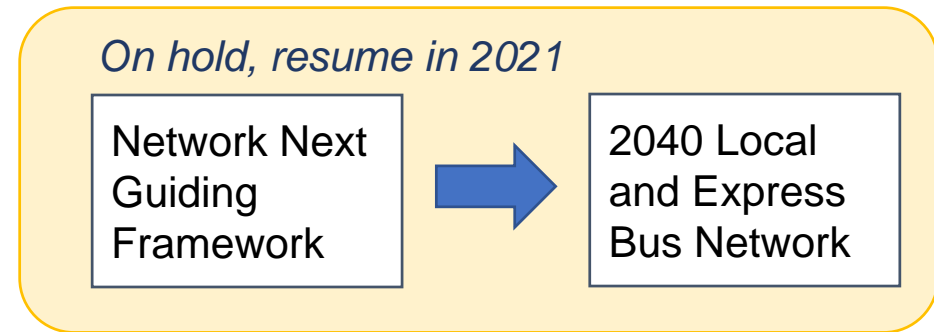 On hold, resume in 2021
Network Next
Guiding
Framework
2040 Local
and Express
Bus Network